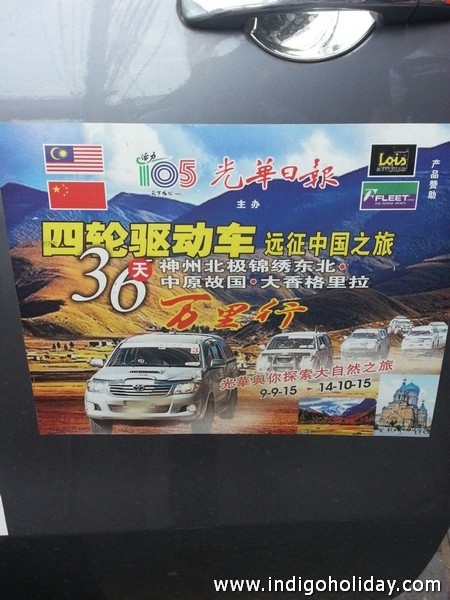 活力
105
光華日報
主办
Lois
FLEET
产品赞助
四轮驱动车 远征中国之旅
36天
神州北极锦绣东北·
中原故国·大香格里拉
万里行
光華與你探索大自然之旅
9-9-15 → 14-10-15
www.indigoholiday.com